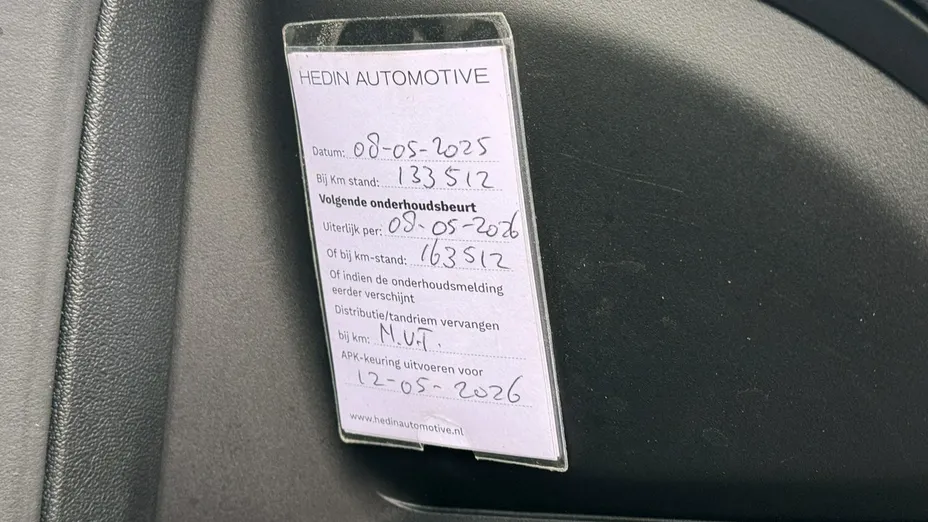 HEDIN AUTOMOTIVE
Datum: 08-05-2025
Bij Km stand: 133512
Volgende onderhoudsbeurt
Uiterlijk per: 08-05-2026
Of bij km-stand: 163512
Of indien de onderhoudsmelding
eerder verschijnt
Distributie/tandriem vervangen
bij km: N.V.T.
APK-keuring uitvoeren voor
12-05-2026
www.hedinautomotive.nl